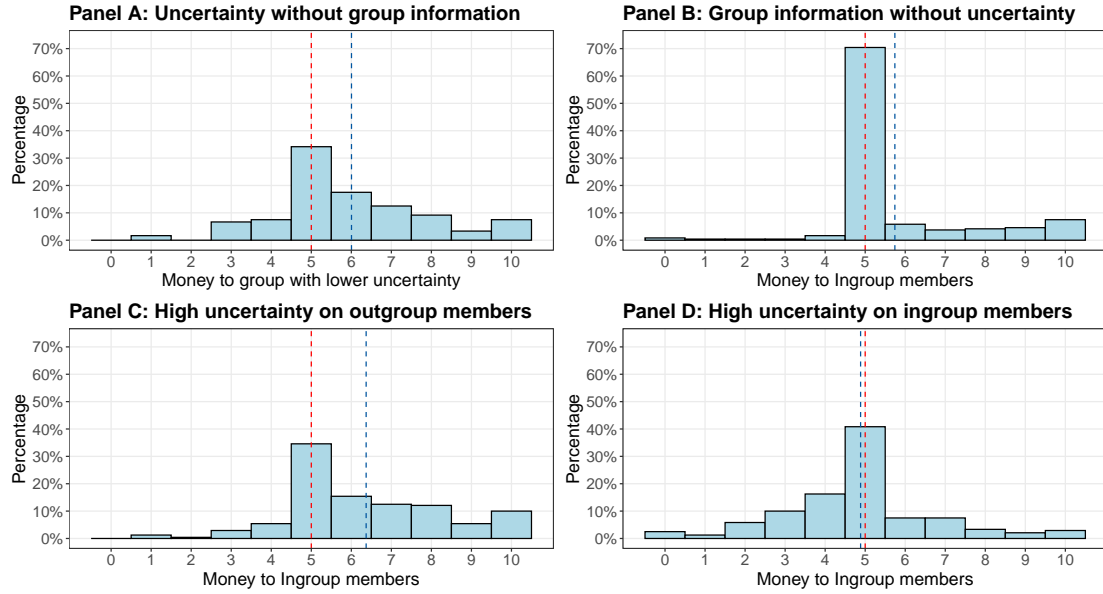 Panel A: Uncertainty without group information
Percentage
70%
60%
50%
40%
30%
20%
10%
0%
0 1 2 3 4 5 6 7 8 9 10
Money to group with lower uncertainty
Panel B: Group information without uncertainty
Percentage
70%
60%
50%
40%
30%
20%
10%
0%
0 1 2 3 4 5 6 7 8 9 10
Money to Ingroup members
Panel C: High uncertainty on outgroup members
Percentage
70%
60%
50%
40%
30%
20%
10%
0%
0 1 2 3 4 5 6 7 8 9 10
Money to Ingroup members
Panel D: High uncertainty on ingroup members
Percentage
70%
60%
50%
40%
30%
20%
10%
0%
0 1 2 3 4 5 6 7 8 9 10
Money to Ingroup members